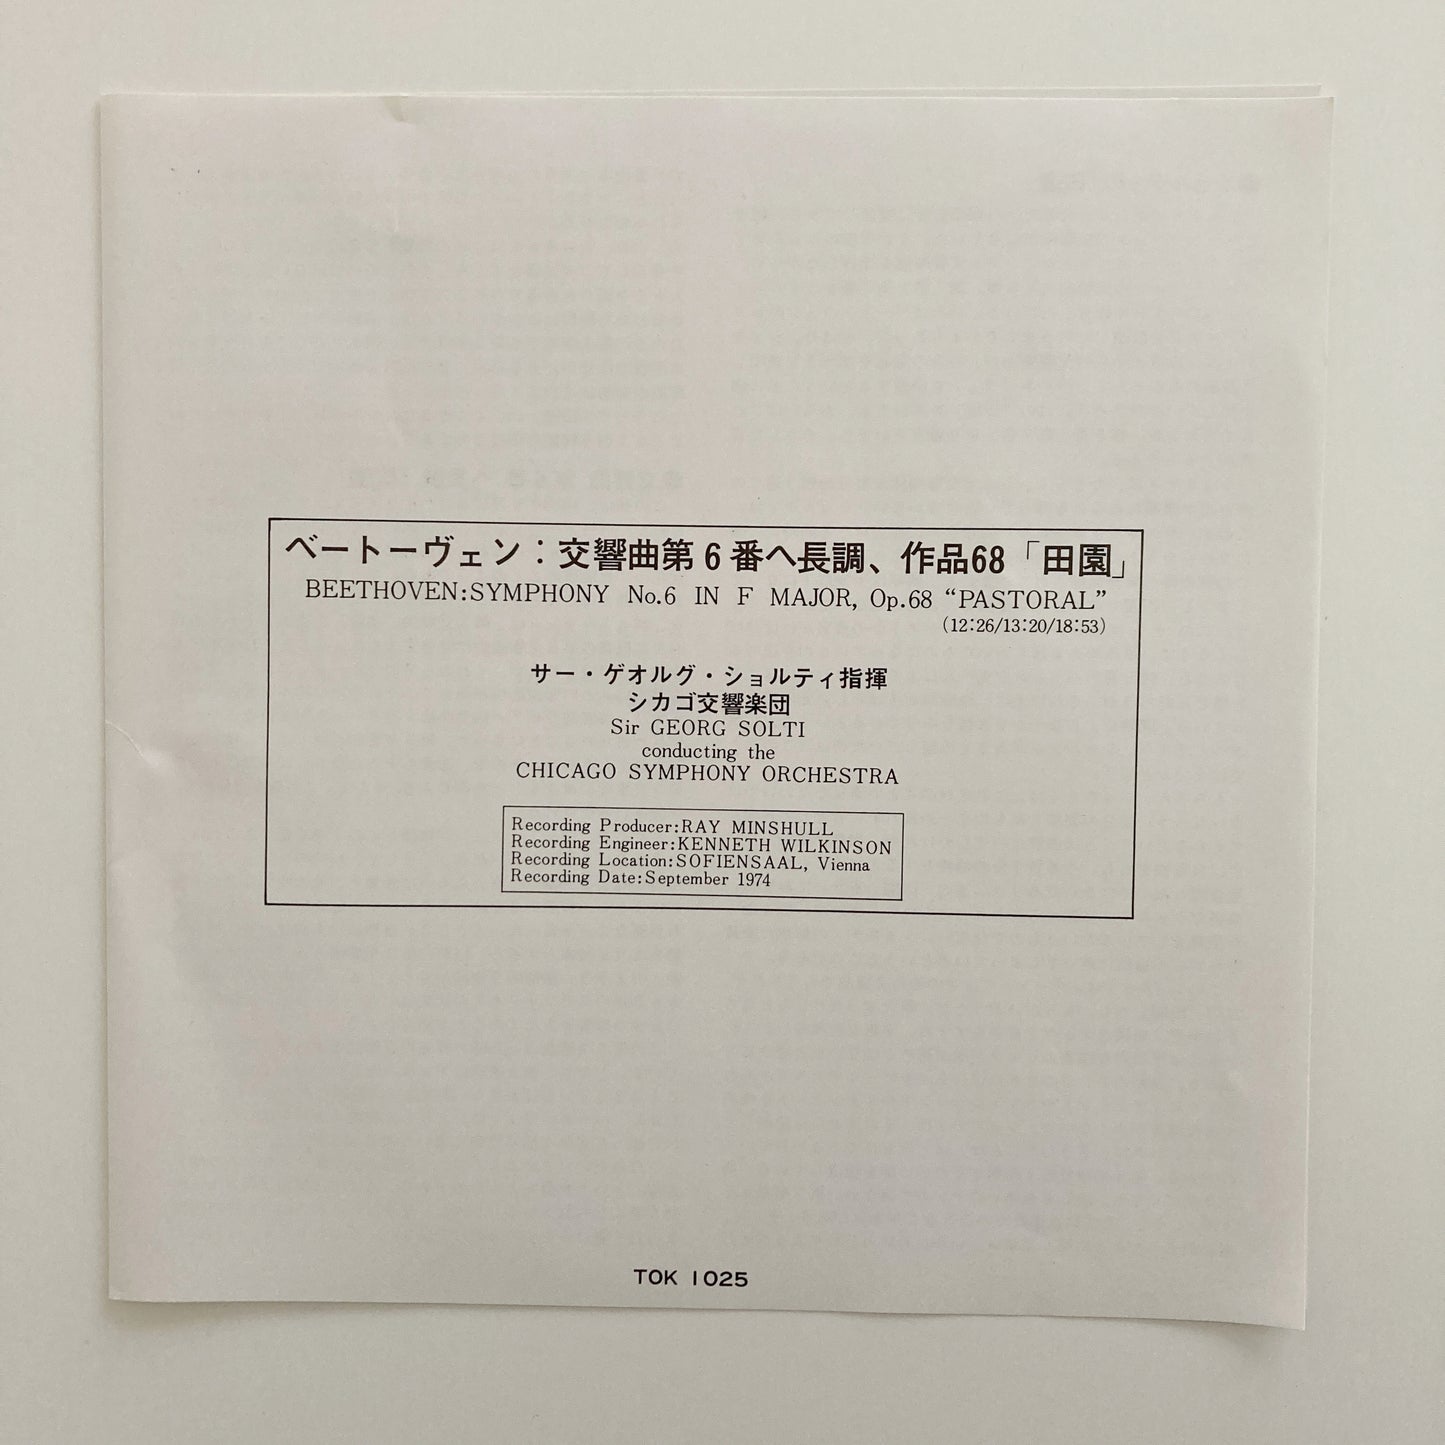 ベートーヴェン：交響曲第6番ヘ長調、作品68「田園」
BEETHOVEN:SYMPHONY No.6 IN F MAJOR, Op.68 “PASTORAL”
(12:26/13:20/18:53)
サー・ゲオルグ・ショルティ指揮
シカゴ交響楽団
Sir GEORG SOLTI
conducting the
CHICAGO SYMPHONY ORCHESTRA
Recording Producer:RAY MINSHULL
Recording Engineer:KENNETH WILKINSON
Recording Location:SOFIENSAAL, Vienna
Recording Date:September 1974
TOK 1025